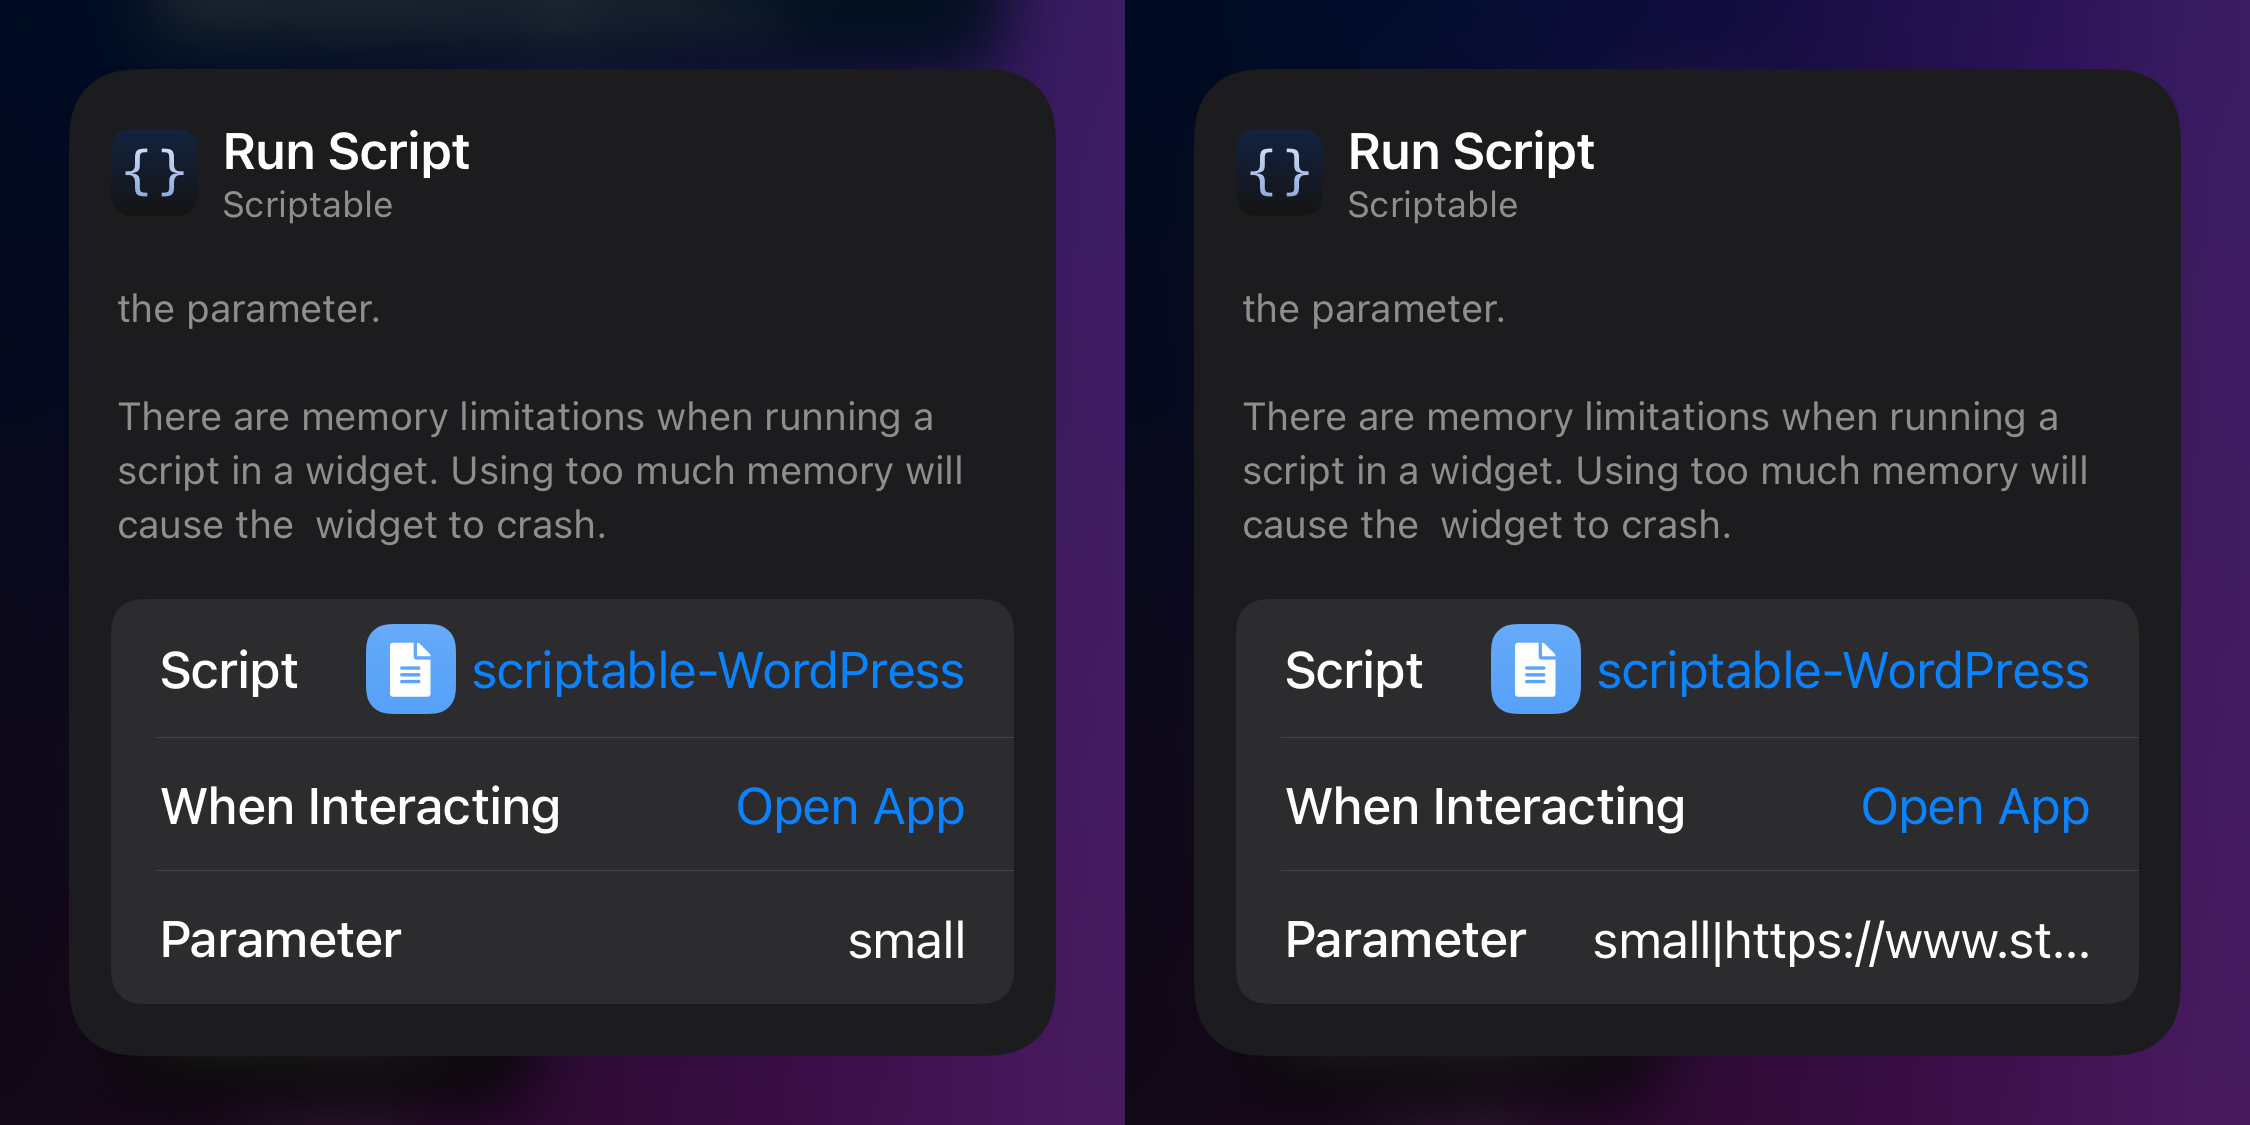 {} Run Script
Scriptable
the parameter.
There are memory limitations when running a
script in a widget. Using too much memory will
cause the  widget to crash.
Script scriptable-WordPress
When Interacting Open App
Parameter small
{} Run Script
Scriptable
the parameter.
There are memory limitations when running a
script in a widget. Using too much memory will
cause the  widget to crash.
Script scriptable-WordPress
When Interacting Open App
Parameter small|https://www.st...